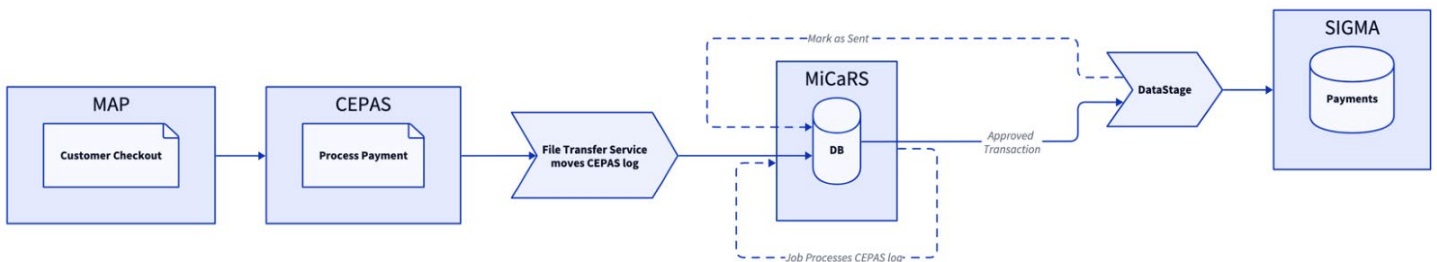 MAP
Customer Checkout
CEPAS
Process Payment
File Transfer Service
moves CEPAS log
Mark as Sent
MiCaRS
DB
Job Processes CEPAS log
Approved
Transaction
DataStage
SIGMA
Payments